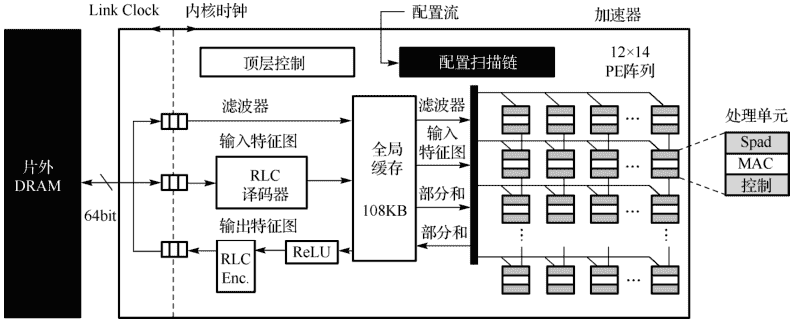 Link Clock
内核时钟
配置流
加速器
顶层控制
配置扫描链
12×14
PE阵列
滤波器
滤波器
处理单元
输入特征图
全局
缓存
108KB
输入
特征图
Spad
MAC
控制
片外
DRAM
RLC
译码器
64bit
输出特征图
部分和
部分和
RLC
Enc.
ReLU